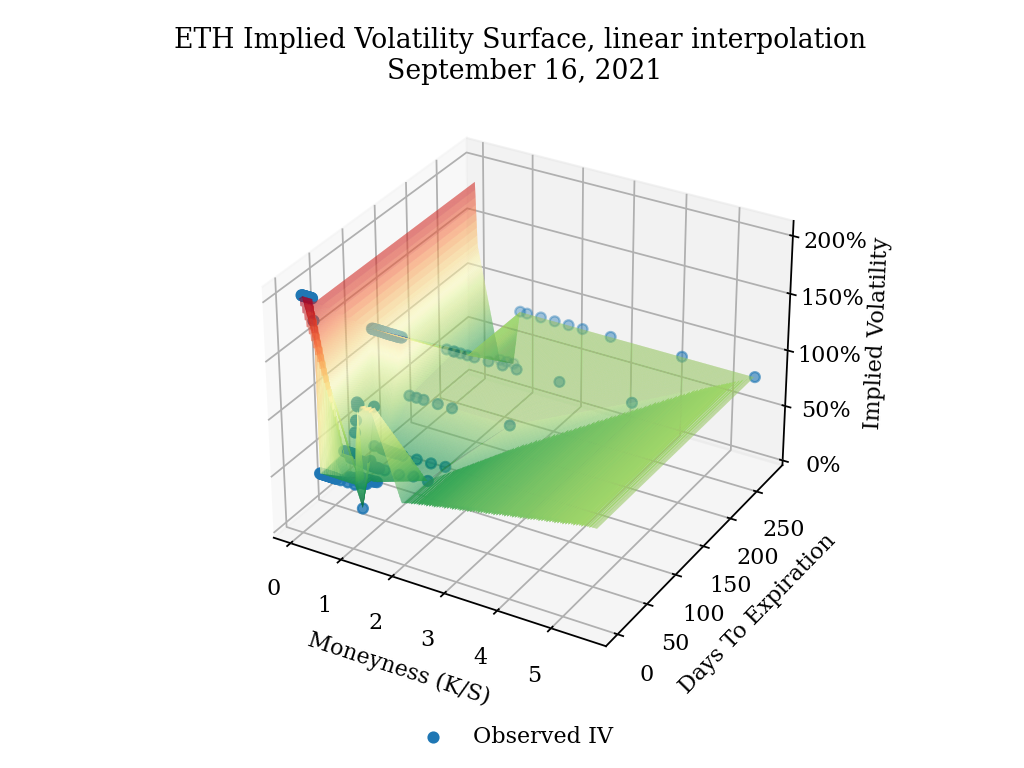 ETH Implied Volatility Surface, linear interpolation
September 16, 2021
200%
150%
100%
50%
0%
Implied Volatility
250
200
150
100
50
0
Days To Expiration
0
1
2
3
4
5
Moneyness (K/S)
Observed IV